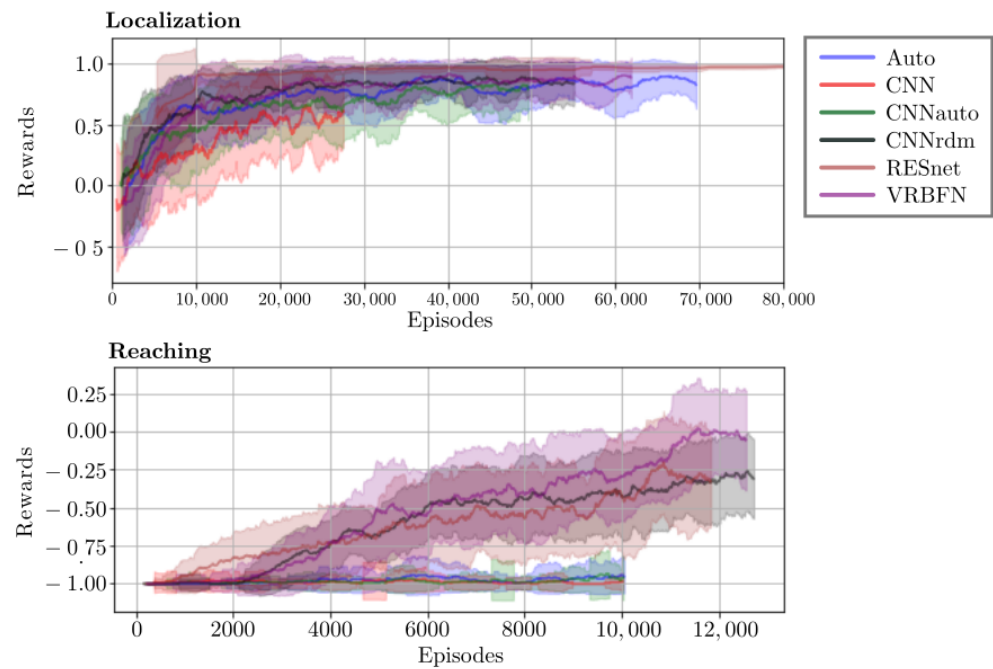 Localization
Rewards
1.0
0.5
0.0
− 0 5
0
10,000
20,000
30,000
40,000
50,000
60,000
70,000
80,000
Episodes
Auto
CNN
CNNauto
CNNrdm
RESnet
VRBFN
Reaching
Rewards
0.25
0.00
− 0.25
− 0.50
− 0.75
− 1.00
0
2000
4000
6000
8000
10,000
12,000
Episodes